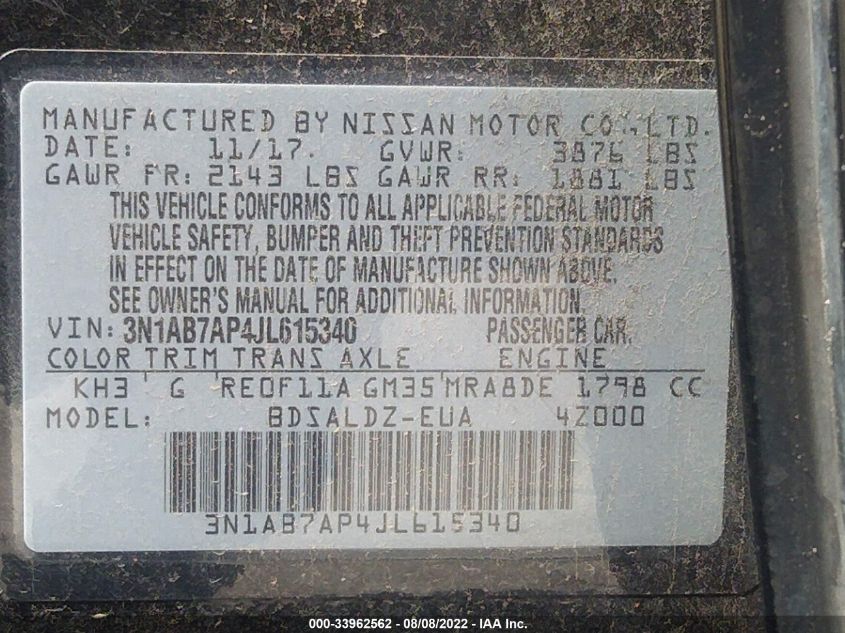 MANUFACTURED BY NISSAN MOTOR CO., LTD.
DATE: 11/17. GVWR: 3876 LBS
GAWR FR: 2143 LBS GAWR RR: 1881 LBS
THIS VEHICLE CONFORMS TO ALL APPLICABLE FEDERAL MOTOR
VEHICLE SAFETY, BUMPER AND THEFT PREVENTION STANDARDS
IN EFFECT ON THE DATE OF MANUFACTURE SHOWN ABOVE.
SEE OWNER'S MANUAL FOR ADDITIONAL INFORMATION.
VIN: 3N1AB7AP4JL615340 PASSENGER CAR.
COLOR TRIM TRANS AXLE ENGINE
KH3 G RE0F11A GM35 MRA8DE 1798 CC
MODEL: BDSALDZ-EUA 4Z000
3N1AB7AP4JL615340
000-33962562 - 08/08/2022 - IAA Inc.